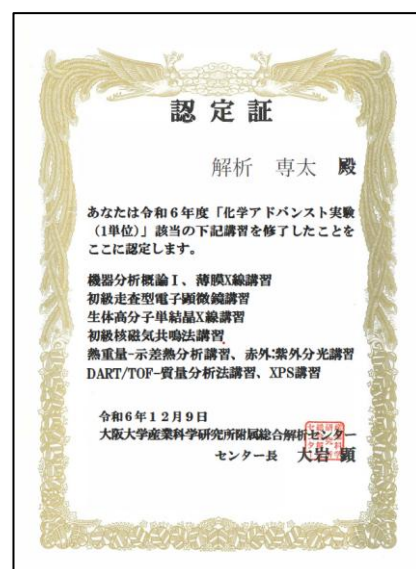 認定証
解析 専太 殿
あなたは令和6年度「化学アドバンスト実験
(1単位)」該当の下記講習を修了したことを
ここに認定します。
機器分析概論Ⅰ、薄膜X線講習
初級走査型電子顕微鏡講習
生体高分子単結晶X線講習
初級核磁気共鳴法講習
熱重量-示差熱分析講習、赤外・紫外分光講習
DART/TOF-質量分析法講習、XPS講習
令和6年12月9日
大阪大学産業科学研究所附属総合解析センター
センター長 大岩 顕